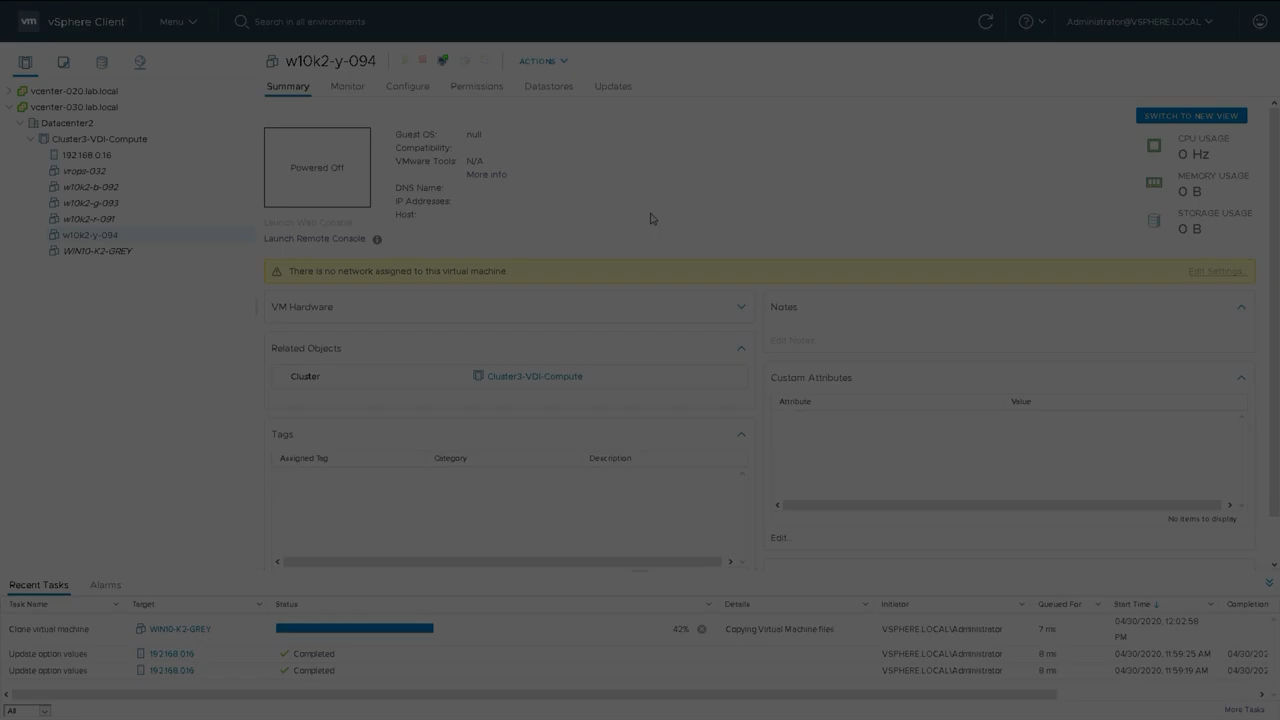 vm vSphere Client Menu Search in all environments Administrator@VSPHERE.LOCAL
w10k2-y-094 ACTIONS
Summary Monitor Configure Permissions Datastores Updates
vcenter-020.lab.local
vcenter-030.lab.local
Datacenter2
Cluster3-VDI-Compute
192.168.0.16
vrops-032
w10k2-b-092
w10k2-g-093
w10k2-r-091
w10k2-y-094
WIN10-K2-GREY
Powered Off
Launch Web Console
Launch Remote Console
Guest OS: null
Compatibility:
VMware Tools: N/A
More info
DNS Name:
IP Addresses:
Host:
SWITCH TO NEW VIEW
CPU USAGE
0 Hz
MEMORY USAGE
0 B
STORAGE USAGE
0 B
There is no network assigned to this virtual machine. Edit Settings...
VM Hardware
Related Objects
Cluster Cluster3-VDI-Compute
Tags
Assigned Tag Category Description
Notes
Edit Notes...
Custom Attributes
Attribute Value
No items to display
Edit...
Recent Tasks Alarms
Task Name Target Status Details Initiator Queued For Start Time Completion
Clone virtual machine WIN10-K2-GREY 42% Copying Virtual Machine files VSPHERE.LOCAL\Administrator 7 ms 04/30/2020, 12:02:58 PM
Update option values 192.168.0.16 Completed VSPHERE.LOCAL\Administrator 8 ms 04/30/2020, 11:59:25 AM 04/30/202
Update option values 192.168.0.16 Completed VSPHERE.LOCAL\Administrator 8 ms 04/30/2020, 11:59:19 AM 04/30/202
All More Tasks